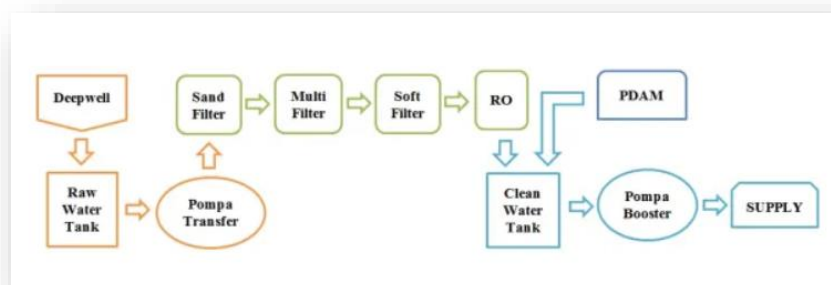 Deepwell
Sand
Filter
Multi
Filter
Soft
Filter
RO
PDAM
Raw
Water
Tank
Pompa
Transfer
Clean
Water
Tank
Pompa
Booster
SUPPLY